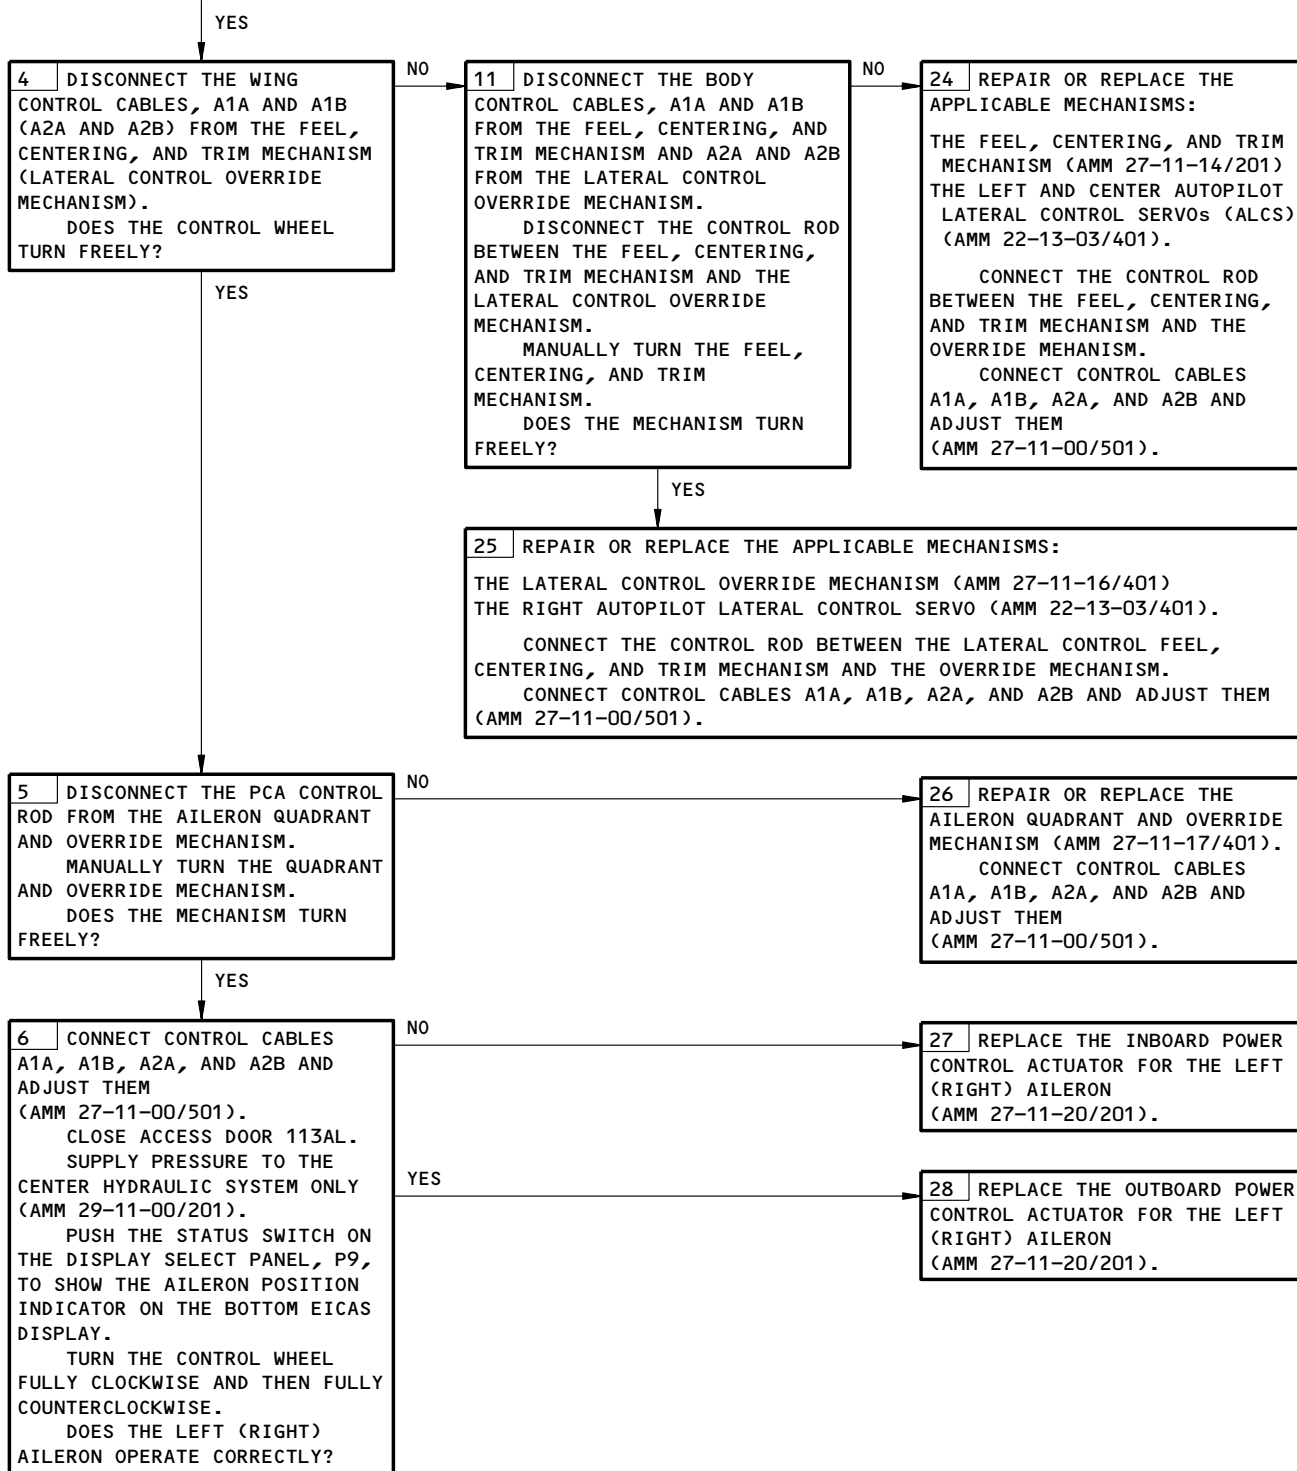 YES
4 DISCONNECT THE WING
CONTROL CABLES, A1A AND A1B
(A2A AND A2B) FROM THE FEEL,
CENTERING, AND TRIM MECHANISM
(LATERAL CONTROL OVERRIDE
MECHANISM).
DOES THE CONTROL WHEEL
TURN FREELY?
NO
11 DISCONNECT THE BODY
CONTROL CABLES, A1A AND A1B
FROM THE FEEL, CENTERING, AND
TRIM MECHANISM AND A2A AND A2B
FROM THE LATERAL CONTROL
OVERRIDE MECHANISM.
DISCONNECT THE CONTROL ROD
BETWEEN THE FEEL, CENTERING,
AND TRIM MECHANISM AND THE
LATERAL CONTROL OVERRIDE
MECHANISM.
MANUALLY TURN THE FEEL,
CENTERING, AND TRIM
MECHANISM.
DOES THE MECHANISM TURN
FREELY?
NO
24 REPAIR OR REPLACE THE
APPLICABLE MECHANISMS:
THE FEEL, CENTERING, AND TRIM
MECHANISM (AMM 27-11-14/201)
THE LEFT AND CENTER AUTOPILOT
LATERAL CONTROL SERVOs (ALCS)
(AMM 22-13-03/401).
CONNECT THE CONTROL ROD
BETWEEN THE FEEL, CENTERING,
AND TRIM MECHANISM AND THE
OVERRIDE MEHANISM.
CONNECT CONTROL CABLES
A1A, A1B, A2A, AND A2B AND
ADJUST THEM
(AMM 27-11-00/501).
YES
YES
25 REPAIR OR REPLACE THE APPLICABLE MECHANISMS:
THE LATERAL CONTROL OVERRIDE MECHANISM (AMM 27-11-16/401)
THE RIGHT AUTOPILOT LATERAL CONTROL SERVO (AMM 22-13-03/401).
CONNECT THE CONTROL ROD BETWEEN THE LATERAL CONTROL FEEL,
CENTERING, AND TRIM MECHANISM AND THE OVERRIDE MECHANISM.
CONNECT CONTROL CABLES A1A, A1B, A2A, AND A2B AND ADJUST THEM
(AMM 27-11-00/501).
5 DISCONNECT THE PCA CONTROL
ROD FROM THE AILERON QUADRANT
AND OVERRIDE MECHANISM.
MANUALLY TURN THE QUADRANT
AND OVERRIDE MECHANISM.
DOES THE MECHANISM TURN
FREELY?
NO
26 REPAIR OR REPLACE THE
AILERON QUADRANT AND OVERRIDE
MECHANISM (AMM 27-11-17/401).
CONNECT CONTROL CABLES
A1A, A1B, A2A, AND A2B AND
ADJUST THEM
(AMM 27-11-00/501).
YES
6 CONNECT CONTROL CABLES
A1A, A1B, A2A, AND A2B AND
ADJUST THEM
(AMM 27-11-00/501).
CLOSE ACCESS DOOR 113AL.
SUPPLY PRESSURE TO THE
CENTER HYDRAULIC SYSTEM ONLY
(AMM 29-11-00/201).
PUSH THE STATUS SWITCH ON
THE DISPLAY SELECT PANEL, P9,
TO SHOW THE AILERON POSITION
INDICATOR ON THE BOTTOM EICAS
DISPLAY.
TURN THE CONTROL WHEEL
FULLY CLOCKWISE AND THEN FULLY
COUNTERCLOCKWISE.
DOES THE LEFT (RIGHT)
AILERON OPERATE CORRECTLY?
NO
27 REPLACE THE INBOARD POWER
CONTROL ACTUATOR FOR THE LEFT
(RIGHT) AILERON
(AMM 27-11-20/201).
YES
28 REPLACE THE OUTBOARD POWER
CONTROL ACTUATOR FOR THE LEFT
(RIGHT) AILERON
(AMM 27-11-20/201).